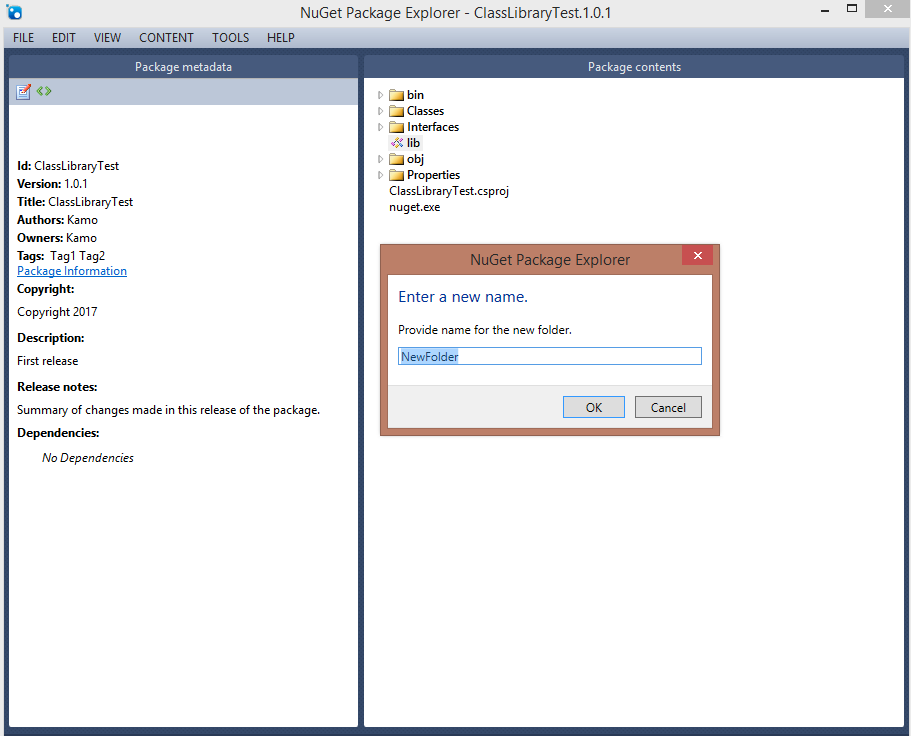 NuGet Package Explorer - ClassLibraryTest.1.0.1
FILE EDIT VIEW CONTENT TOOLS HELP
Package metadata
Id: ClassLibraryTest
Version: 1.0.1
Title: ClassLibraryTest
Authors: Kamo
Owners: Kamo
Tags: Tag1 Tag2
Package Information
Copyright:
Copyright 2017
Description:
First release
Release notes:
Summary of changes made in this release of the package.
Dependencies:
No Dependencies
Package contents
bin
Classes
Interfaces
lib
obj
Properties
ClassLibraryTest.csproj
nuget.exe
NuGet Package Explorer
Enter a new name.
Provide name for the new folder.
NewFolder
OK Cancel